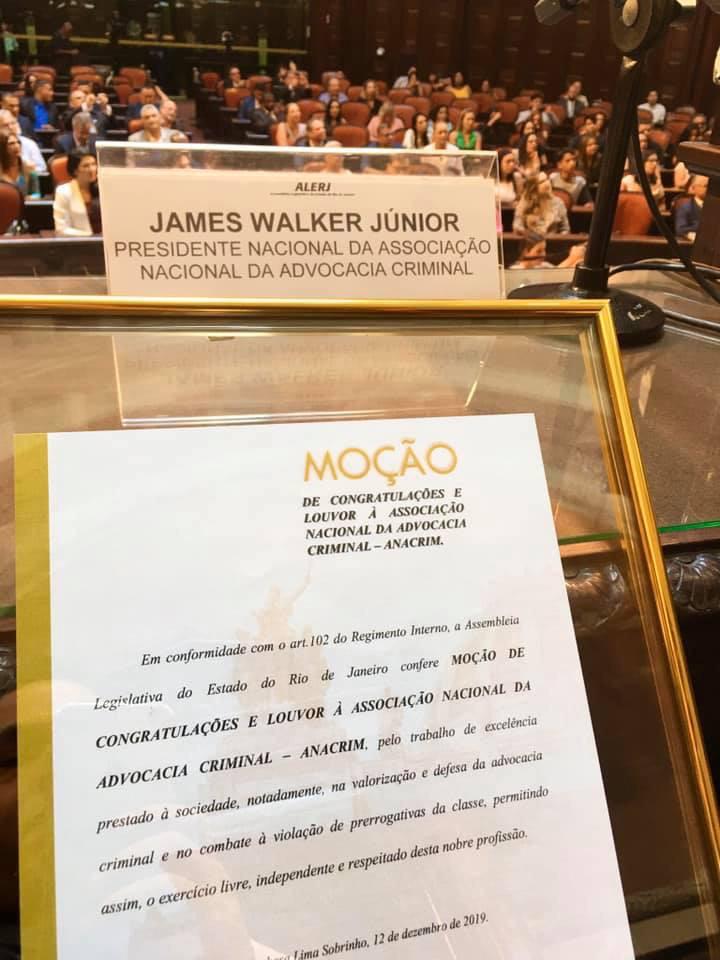 ALERJ
JAMES WALKER JÚNIOR
PRESIDENTE NACIONAL DA ASSOCIAÇÃO
NACIONAL DA ADVOCACIA CRIMINAL
MOÇÃO
DE CONGRATULAÇÕES E
LOUVOR À ASSOCIAÇÃO
NACIONAL DA ADVOCACIA
CRIMINAL – ANACRIM.
Em conformidade com o art.102 do Regimento Interno, a Assembleia
Legislativa do Estado do Rio de Janeiro confere MOÇÃO DE
CONGRATULAÇÕES E LOUVOR À ASSOCIAÇÃO NACIONAL DA
ADVOCACIA CRIMINAL – ANACRIM, pelo trabalho de excelência
prestado à sociedade, notadamente, na valorização e defesa da advocacia
criminal e no combate à violação de prerrogativas da classe, permitindo
assim, o exercício livre, independente e respeitado desta nobre profissão.
Lima Sobrinho, 12 de dezembro de 2019.